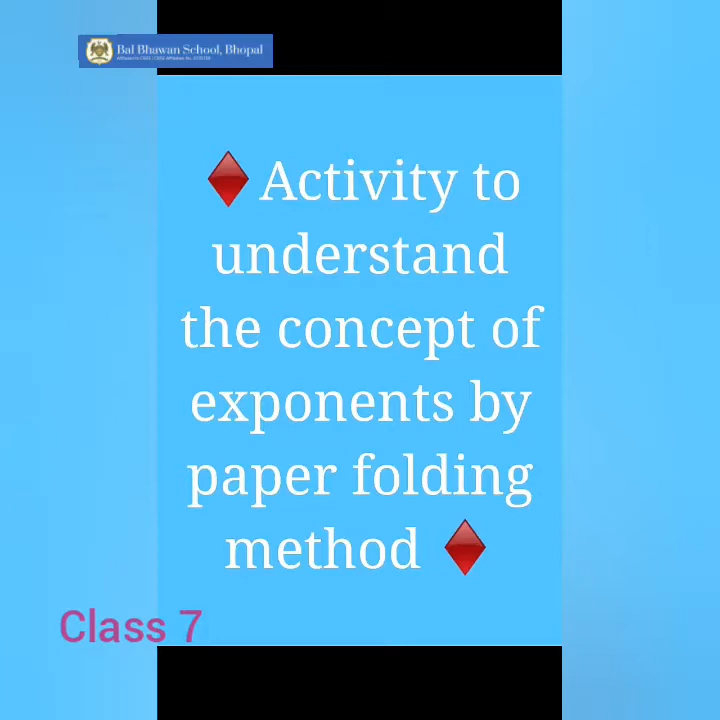 Bal Bhawan School, Bhopal
♦Activity to
understand
the concept of
exponents by
paper folding
method ♦
Class 7